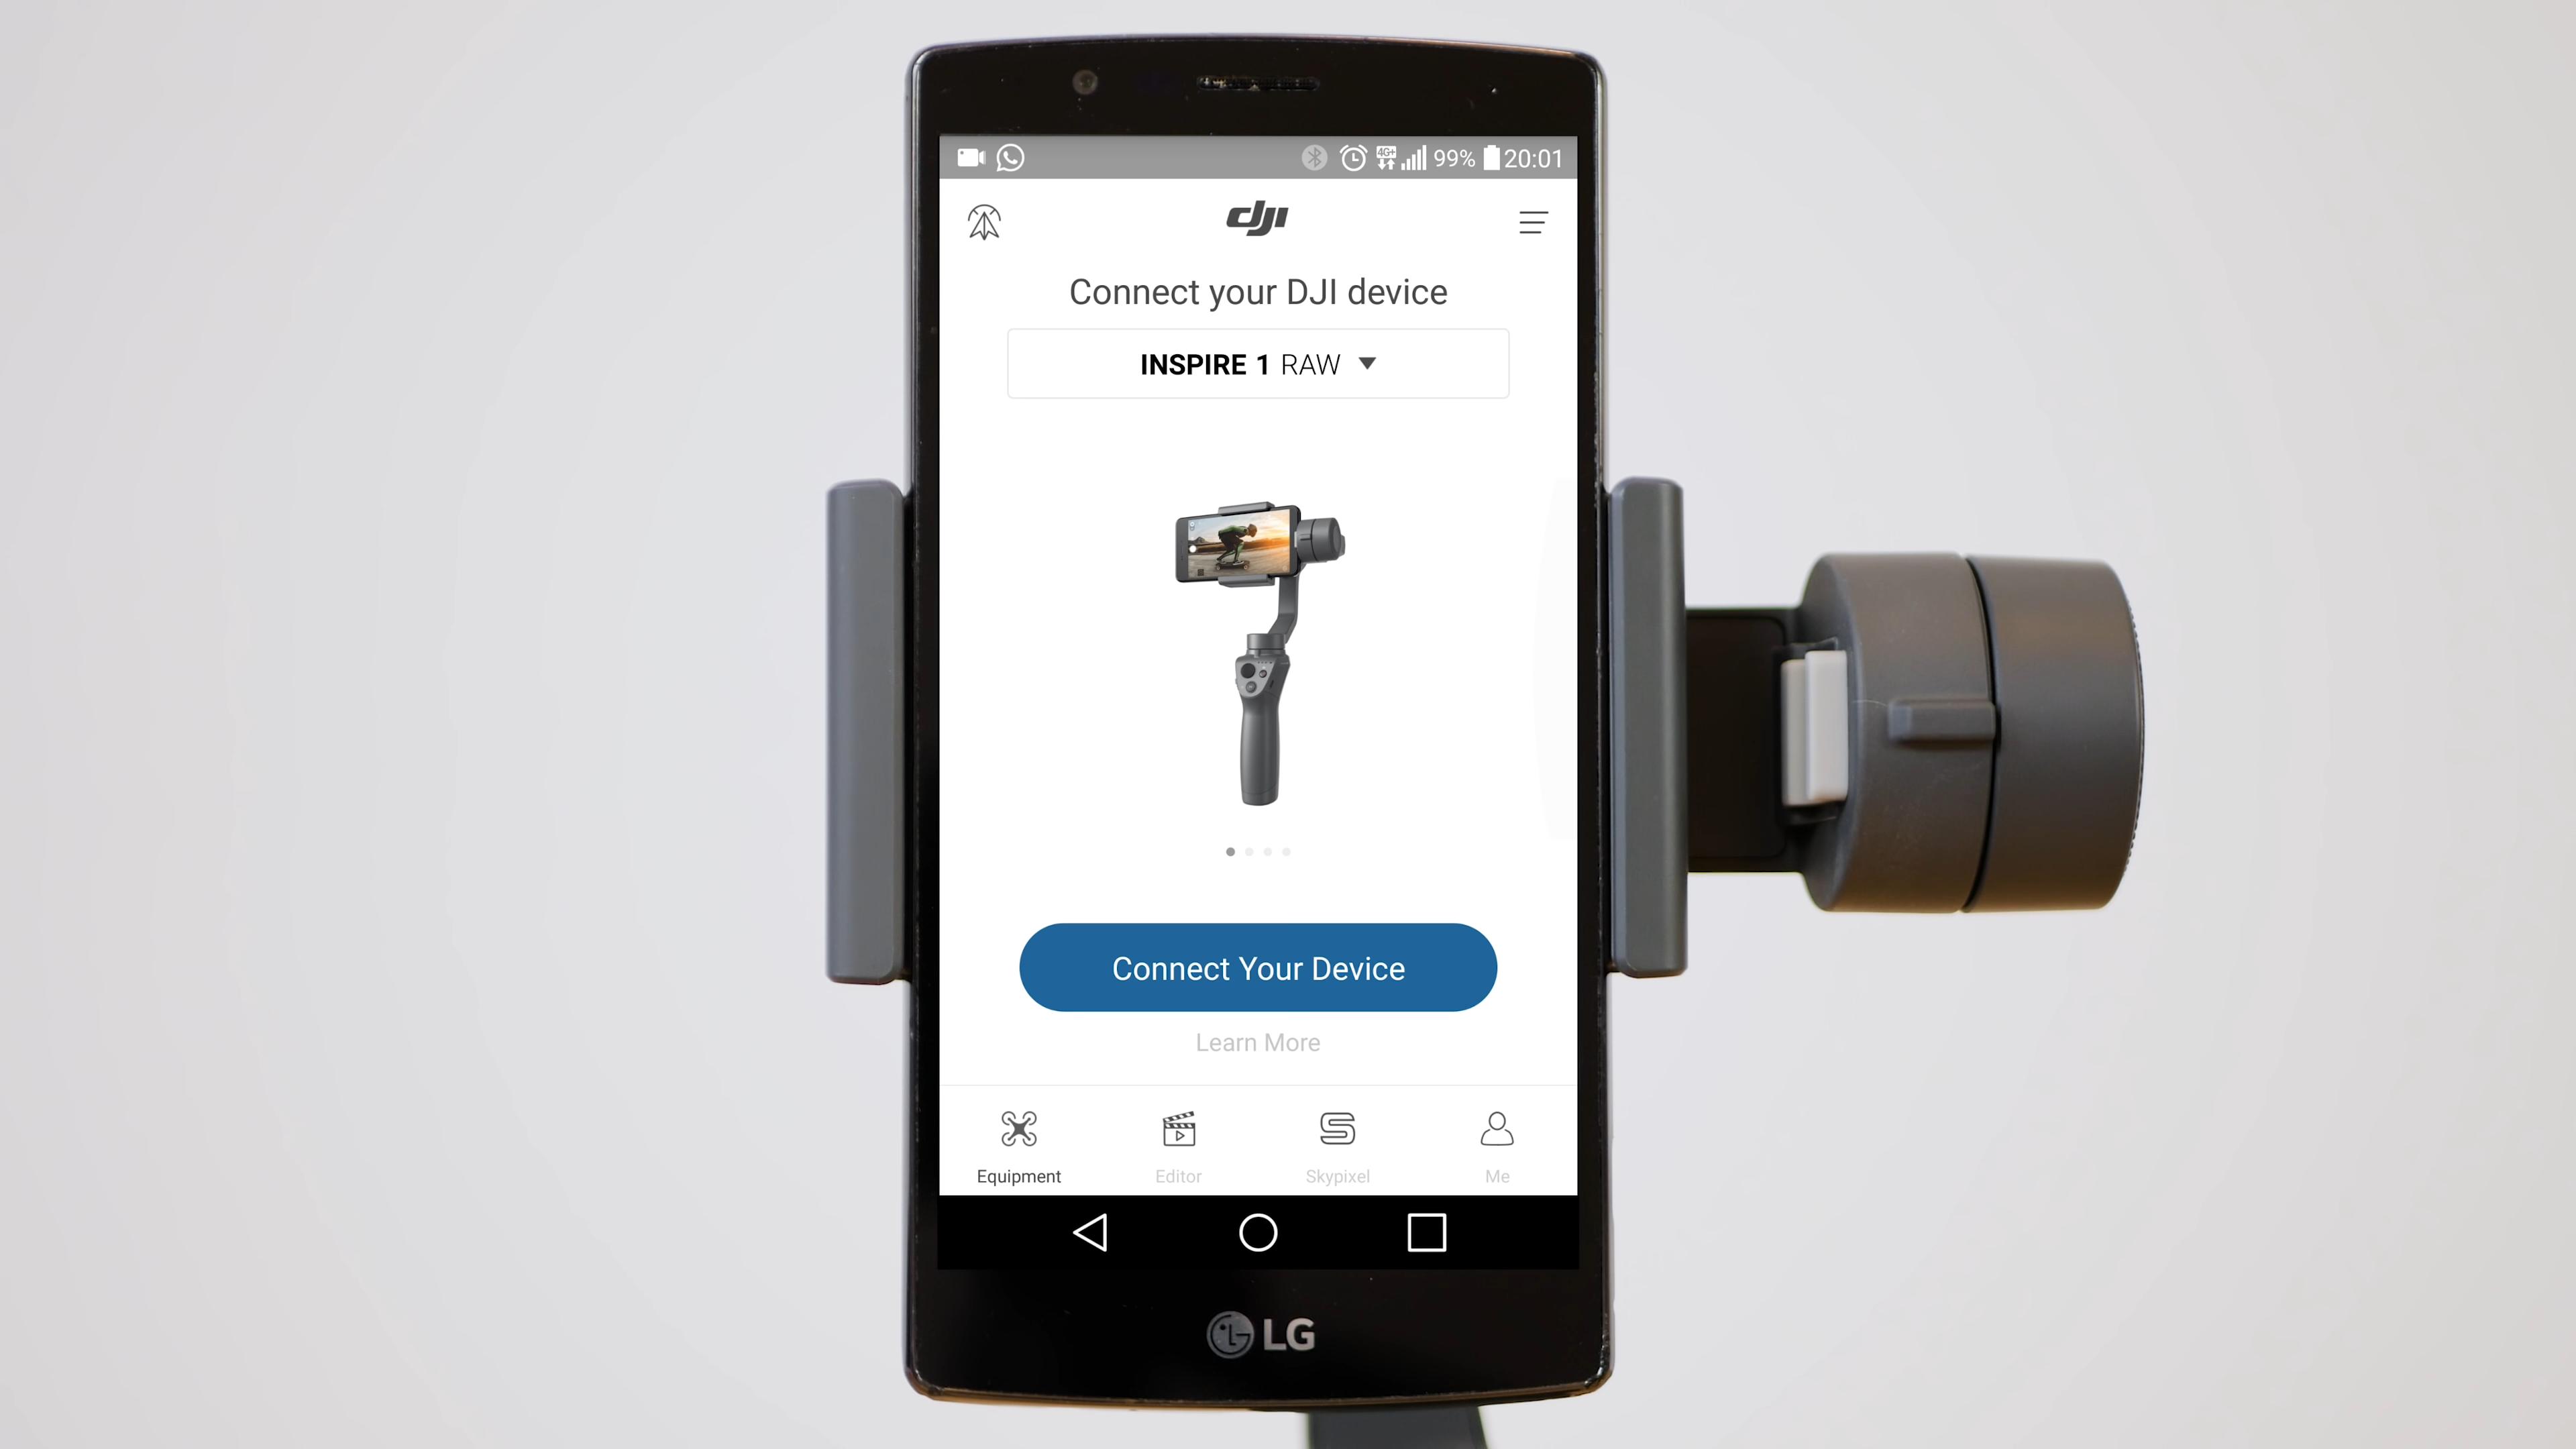 4G+ 99% 20:01
dji
Connect your DJI device
INSPIRE 1 RAW
Connect Your Device
Learn More
Equipment Editor Skypixel Me
LG